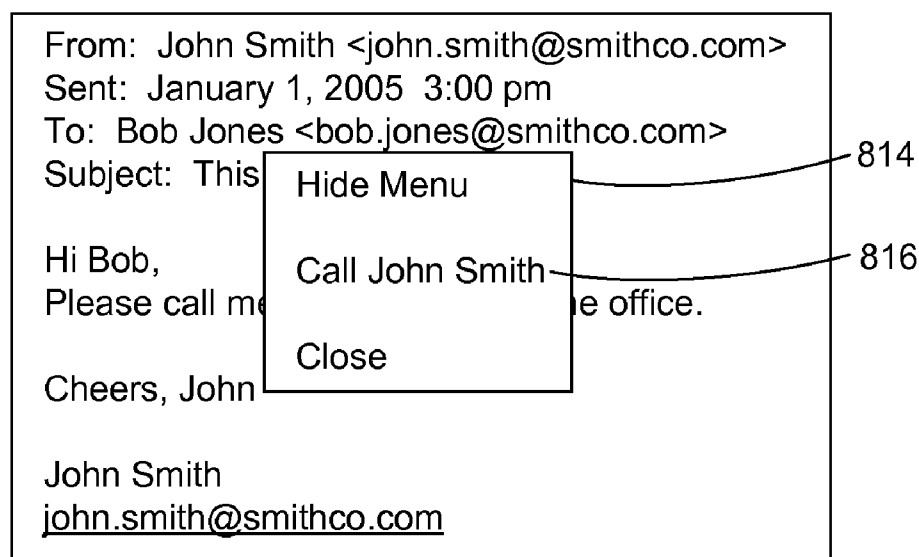 From: John Smith <john.smith@smithco.com>
Sent: January 1, 2005 3:00 pm
To: Bob Jones <bob.jones@smithco.com>
Subject: This
Hide Menu
814
Hi Bob,
Call John Smith
816
Please call me
e office.
Close
Cheers, John
John Smith
john.smith@smithco.com